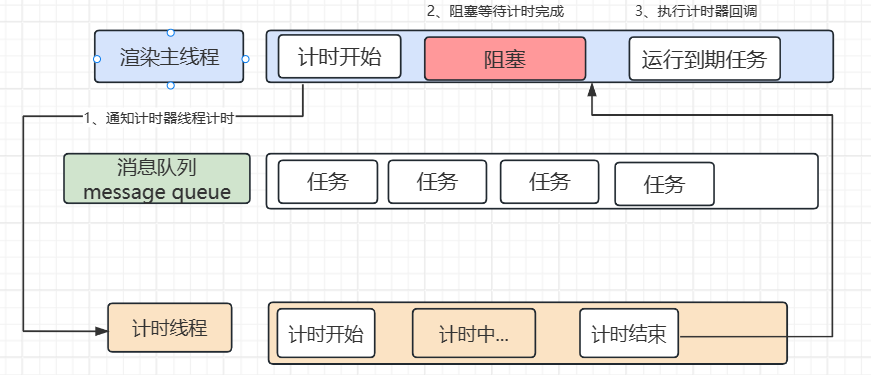 2、阻塞等待计时完成
3、执行计时器回调
渲染主线程
计时开始
阻塞
运行到期任务
1、通知计时器线程计时
消息队列
message queue
任务
任务
任务
任务
计时线程
计时开始
计时中...
计时结束